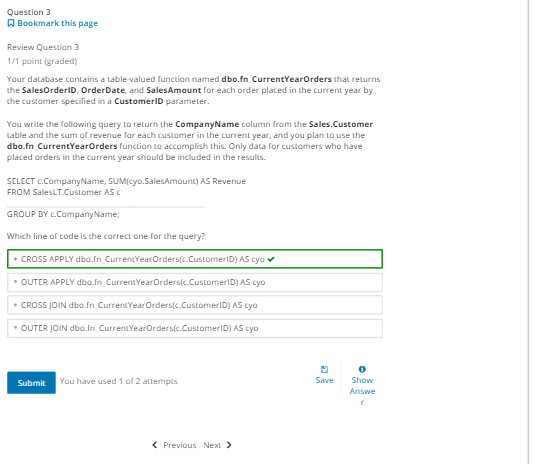 Question 3
Bookmark this page
Review Question 3
1/1 point (graded)
Your database contains a table-valued function named dbo.fn_CurrentYearOrders that returns
the SalesOrderID, OrderDate, and SalesAmount for each order placed in the current year by
the customer specified in a CustomerID parameter.
You write the following query to return the CompanyName column from the Sales.Customer
table and the sum of revenue for each customer in the current year, and you plan to use the
dbo.fn_CurrentYearOrders function to accomplish this. Only data for customers who have
placed orders in the current year should be included in the results.
SELECT c.CompanyName, SUM(cyo.SalesAmount) AS Revenue
FROM SalesLT.Customer AS c
GROUP BY c.CompanyName;
Which line of code is the correct one for the query?
CROSS APPLY dbo.fn_CurrentYearOrders(c.CustomerID) AS cyo ✔
OUTER APPLY dbo.fn_CurrentYearOrders(c.CustomerID) AS cyo
CROSS JOIN dbo.fn_CurrentYearOrders(c.CustomerID) AS cyo
OUTER JOIN dbo.fn_CurrentYearOrders(c.CustomerID) AS cyo
Submit You have used 1 of 2 attempts
Save
Show
Answe
r
Previous Next